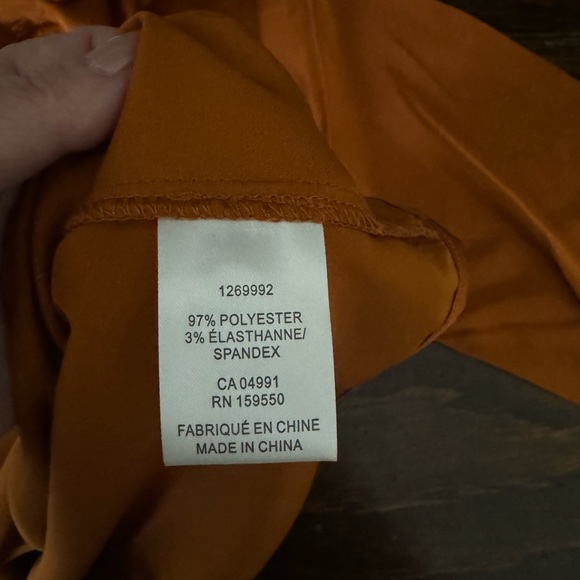 1269992
97% POLYESTER
3% ÉLASTHANNE/
SPANDEX
CA 04991
RN 159550
FABRIQUÉ EN CHINE
MADE IN CHINA